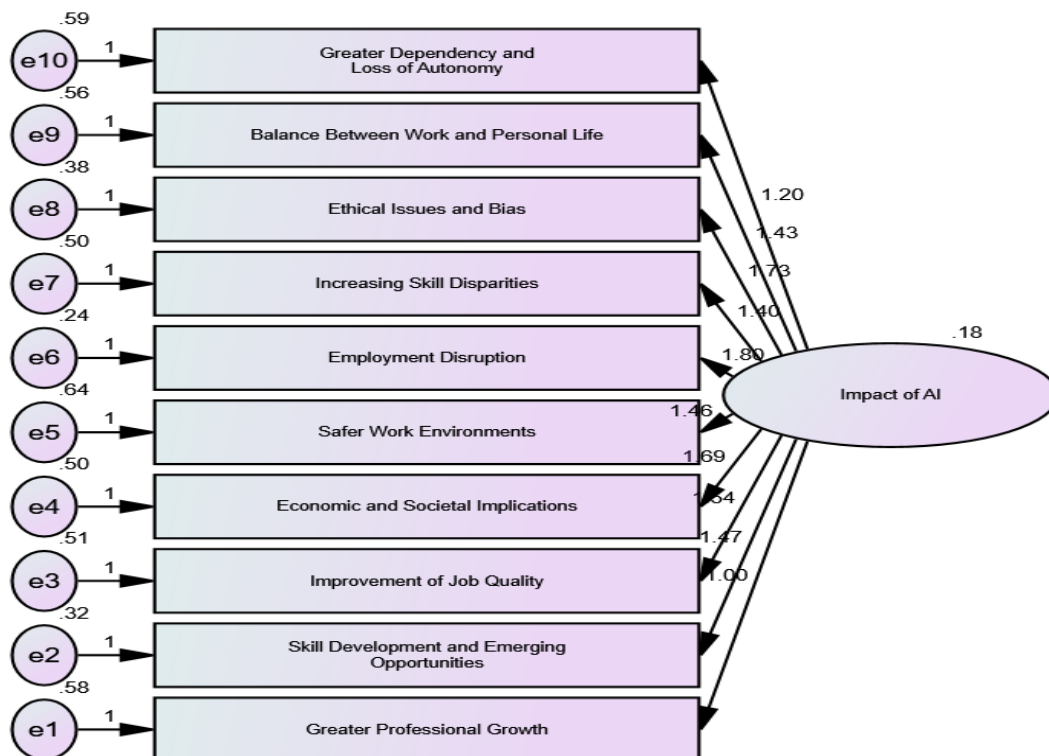 .59
e10
1
Greater Dependency and
Loss of Autonomy
.56
e9
1
Balance Between Work and Personal Life
.38
e8
1
Ethical Issues and Bias
.50
e7
1
Increasing Skill Disparities
.24
e6
1
Employment Disruption
.64
e5
1
Safer Work Environments
.50
e4
1
Economic and Societal Implications
.51
e3
1
Improvement of Job Quality
.32
e2
1
Skill Development and Emerging
Opportunities
.58
e1
1
Greater Professional Growth
1.20
1.43
1.73
1.40
1.80
1.46
1.69
1.47
1.00
.18
Impact of AI